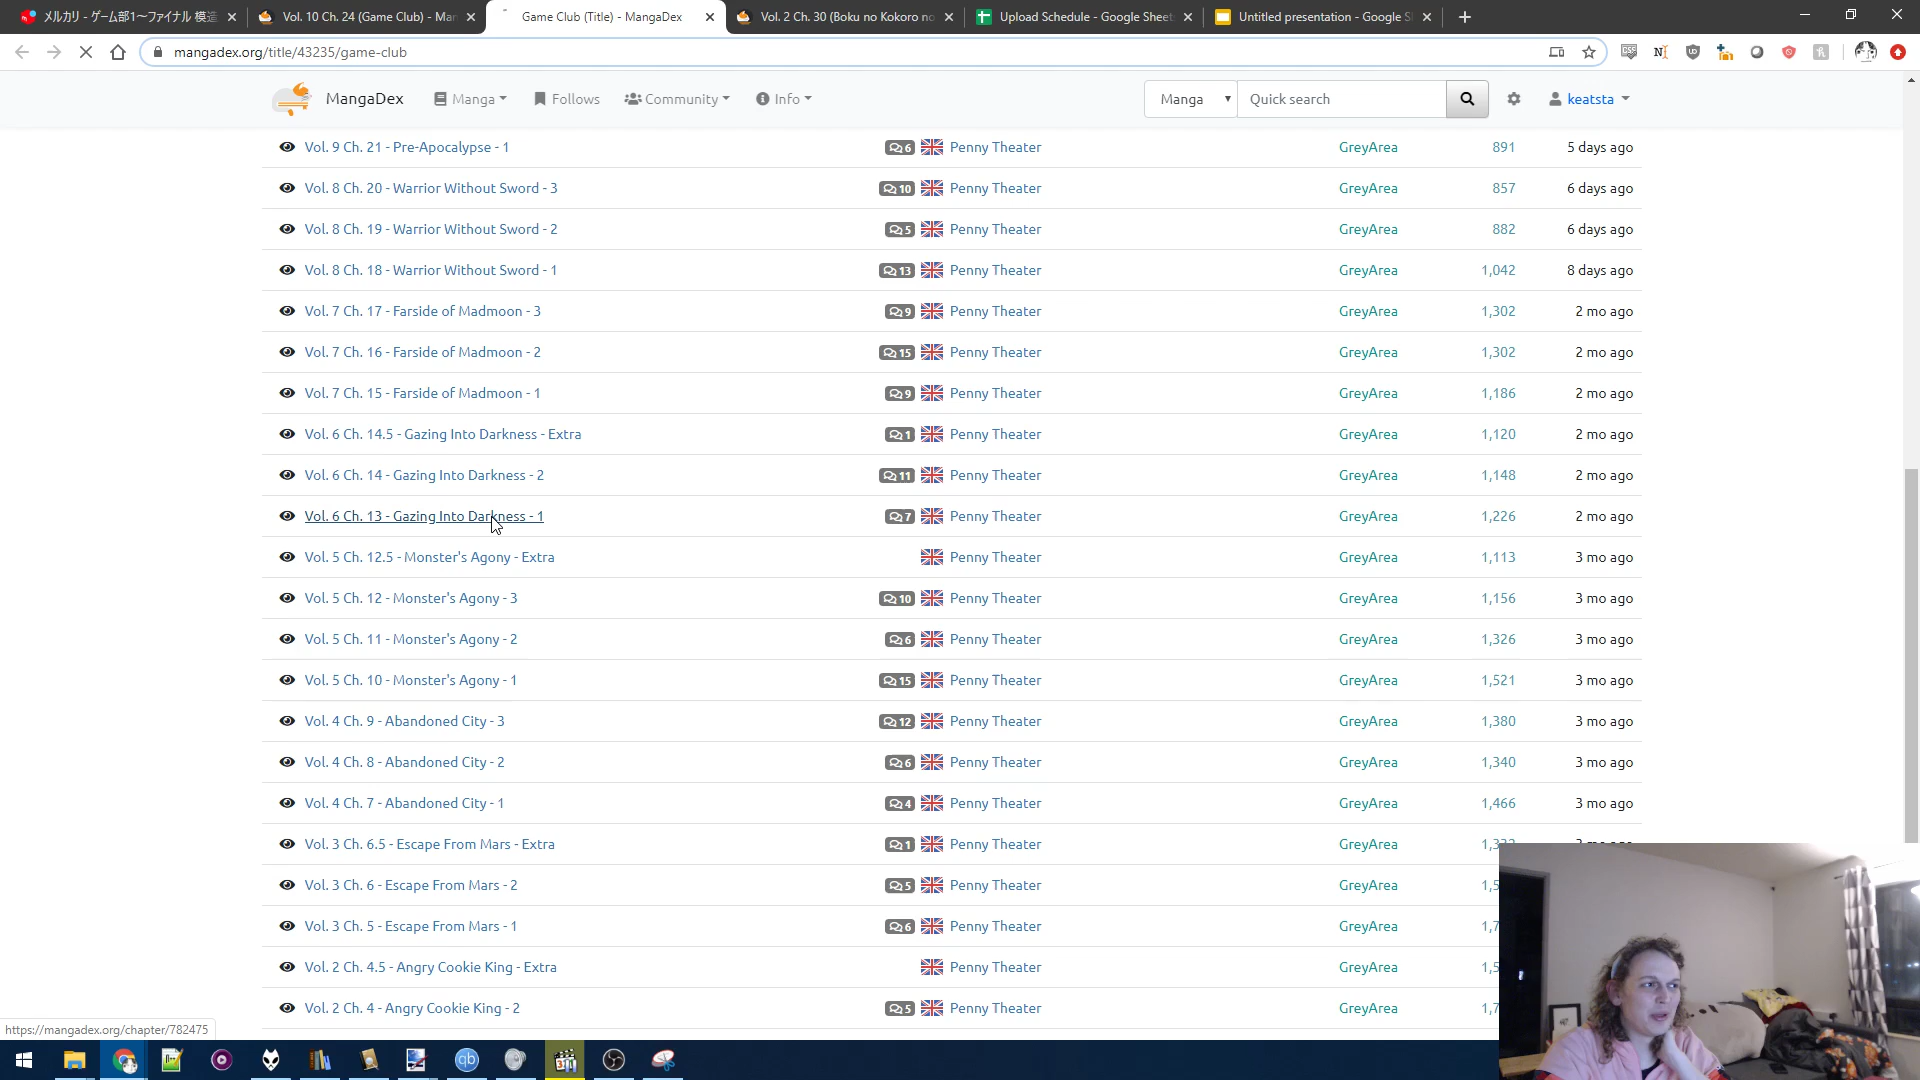 メルカリ - ゲーム部1〜ファイナル 模造
Vol. 10 Ch. 24 (Game Club) - Man
Game Club (Title) - MangaDex
Vol. 2 Ch. 30 (Boku no Kokoro no
Upload Schedule - Google Sheet
Untitled presentation - Google Sl
mangadex.org/title/43235/game-club
MangaDex Manga Follows Community Info Manga Quick search keatsta
Vol. 9 Ch. 21 - Pre-Apocalypse - 1 6 Penny Theater GreyArea 891 5 days ago
Vol. 8 Ch. 20 - Warrior Without Sword - 3 10 Penny Theater GreyArea 857 6 days ago
Vol. 8 Ch. 19 - Warrior Without Sword - 2 5 Penny Theater GreyArea 882 6 days ago
Vol. 8 Ch. 18 - Warrior Without Sword - 1 13 Penny Theater GreyArea 1,042 8 days ago
Vol. 7 Ch. 17 - Farside of Madmoon - 3 9 Penny Theater GreyArea 1,302 2 mo ago
Vol. 7 Ch. 16 - Farside of Madmoon - 2 15 Penny Theater GreyArea 1,302 2 mo ago
Vol. 7 Ch. 15 - Farside of Madmoon - 1 9 Penny Theater GreyArea 1,186 2 mo ago
Vol. 6 Ch. 14.5 - Gazing Into Darkness - Extra 1 Penny Theater GreyArea 1,120 2 mo ago
Vol. 6 Ch. 14 - Gazing Into Darkness - 2 11 Penny Theater GreyArea 1,148 2 mo ago
Vol. 6 Ch. 13 - Gazing Into Darkness - 1 7 Penny Theater GreyArea 1,226 2 mo ago
Vol. 5 Ch. 12.5 - Monster's Agony - Extra Penny Theater GreyArea 1,113 3 mo ago
Vol. 5 Ch. 12 - Monster's Agony - 3 10 Penny Theater GreyArea 1,156 3 mo ago
Vol. 5 Ch. 11 - Monster's Agony - 2 6 Penny Theater GreyArea 1,326 3 mo ago
Vol. 5 Ch. 10 - Monster's Agony - 1 15 Penny Theater GreyArea 1,521 3 mo ago
Vol. 4 Ch. 9 - Abandoned City - 3 12 Penny Theater GreyArea 1,380 3 mo ago
Vol. 4 Ch. 8 - Abandoned City - 2 6 Penny Theater GreyArea 1,340 3 mo ago
Vol. 4 Ch. 7 - Abandoned City - 1 4 Penny Theater GreyArea 1,466 3 mo ago
Vol. 3 Ch. 6.5 - Escape From Mars - Extra 1 Penny Theater GreyArea
Vol. 3 Ch. 6 - Escape From Mars - 2 5 Penny Theater GreyArea 1,5
Vol. 3 Ch. 5 - Escape From Mars - 1 6 Penny Theater GreyArea 1,7
Vol. 2 Ch. 4.5 - Angry Cookie King - Extra Penny Theater GreyArea 1,5
Vol. 2 Ch. 4 - Angry Cookie King - 2 5 Penny Theater GreyArea 1,7
https://mangadex.org/chapter/782475